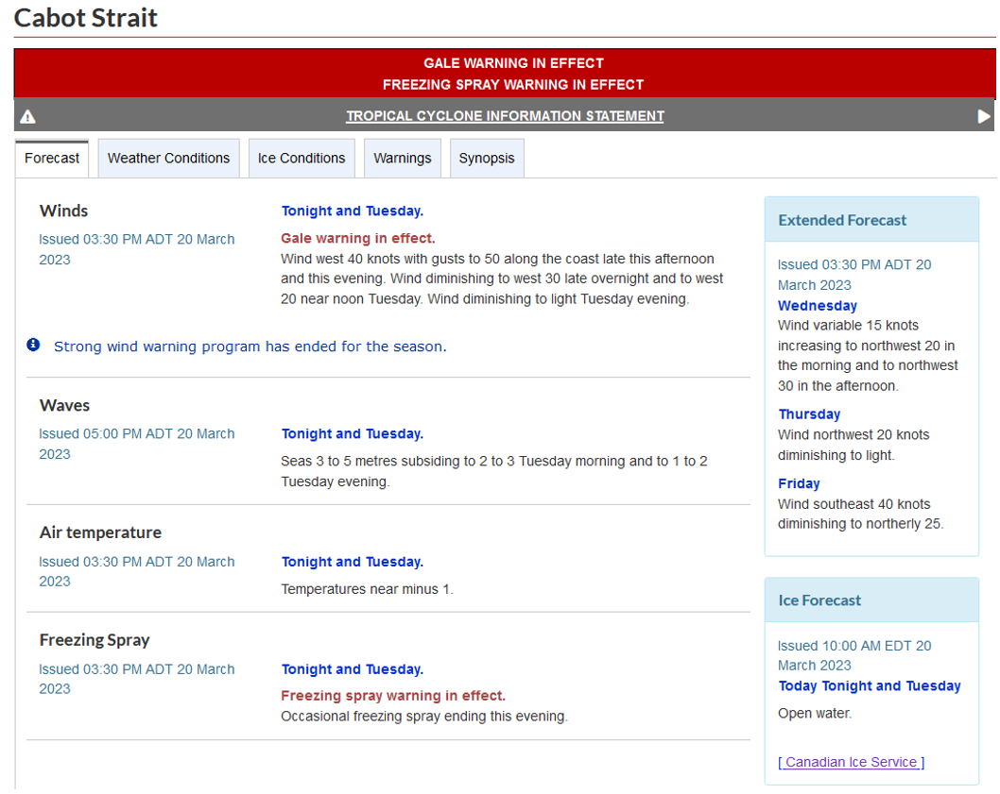 Cabot Strait
GALE WARNING IN EFFECT
FREEZING SPRAY WARNING IN EFFECT
TROPICAL CYCLONE INFORMATION STATEMENT
Forecast
Weather Conditions
Ice Conditions
Warnings
Synopsis
Winds
Issued 03:30 PM ADT 20 March
2023
Tonight and Tuesday.
Gale warning in effect.
Wind west 40 knots with gusts to 50 along the coast late this afternoon
and this evening. Wind diminishing to west 30 late overnight and to west
20 near noon Tuesday. Wind diminishing to light Tuesday evening.
Strong wind warning program has ended for the season.
Waves
Issued 05:00 PM ADT 20 March
2023
Tonight and Tuesday.
Seas 3 to 5 metres subsiding to 2 to 3 Tuesday morning and to 1 to 2
Tuesday evening.
Air temperature
Issued 03:30 PM ADT 20 March
2023
Tonight and Tuesday.
Temperatures near minus 1.
Freezing Spray
Issued 03:30 PM ADT 20 March
2023
Tonight and Tuesday.
Freezing spray warning in effect.
Occasional freezing spray ending this evening.
Extended Forecast
Issued 03:30 PM ADT 20
March 2023
Wednesday
Wind variable 15 knots
increasing to northwest 20 in
the morning and to northwest
30 in the afternoon.
Thursday
Wind northwest 20 knots
diminishing to light.
Friday
Wind southeast 40 knots
diminishing to northerly 25.
Ice Forecast
Issued 10:00 AM EDT 20
March 2023
Today Tonight and Tuesday
Open water.
[ Canadian Ice Service ]